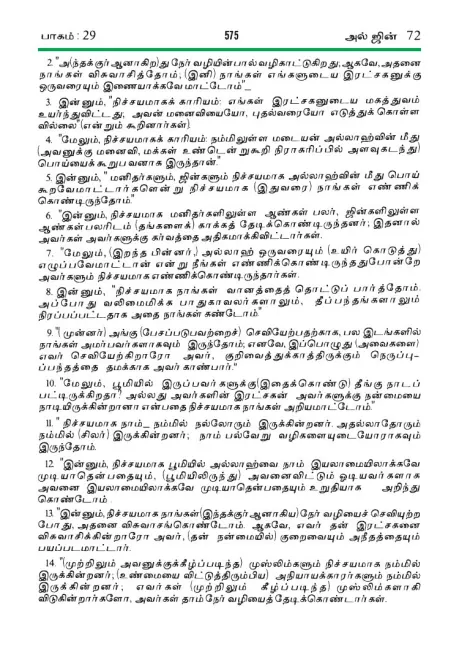 பாகம் : 29 575 அல் ஜின் 72
2. "அ(ந்தக்குர்ஆனாகிற)து நேர் வழியின்பால் வழிகாட்டுகிறது, ஆகவே, அதனை
நாங்கள் விசுவாசித்தோம்; (இனி) நாங்கள் எங்களுடைய இரட்சகனுக்கு
ஒருவரையும் இணையாக்கவேமாட்டோம்"_
3. இன்னும், "நிச்சயமாகக் காரியம்: எங்கள் இரட்சகனுடைய மகத்துவம்
உயர்ந்துவிட்டது; அவன் மனைவியையோ, புதல்வரையோ எடுத்துக் கொள்ள
வில்லை" (என்றும் கூறினார்கள்).
4. "மேலும், நிச்சயமாகக் காரியம்: நம்மிலுள்ள மடையன் அல்லாஹ்வின் மீது
(அவனுக்கு மனைவி, மக்கள் உண்டென்று கூறி நிராகரிப்பில் அளவுகடந்து)
பொய்யைக் கூறுபவனாக இருந்தான்."
5. இன்னும், "மனிதர்களும், ஜின்களும் நிச்சயமாக அல்லாஹ்வின் மீது பொய்
கூறவேமாட்டார்களென்று நிச்சயமாக (இதுவரை) நாங்கள் எண்ணிக்
கொண்டிருந்தோம்."
6. "இன்னும், நிச்சயமாக மனிதர்களிலுள்ள ஆண்கள் பலர், ஜின்களிலுள்ள
ஆண்கள் பலரிடம் (தங்களைக்) காக்கத் தேடிக்கொண்டிருந்தனர்; இதனால்
அவர்கள் அவர்களுக்கு கர்வத்தை அதிகமாக்கிவிட்டார்கள்.
7. "மேலும், (இறந்த பின்னர்,) அல்லாஹ் ஒருவரையும் (உயிர் கொடுத்து)
எழுப்பவேமாட்டான் என்று நீங்கள் எண்ணிக்கொண்டிருந்ததுபோன்றே
அவர்களும் நிச்சயமாக எண்ணிக்கொண்டிருந்தார்கள்.
8. இன்னும், "நிச்சயமாக நாங்கள் வானத்தைத் தொட்டுப் பார்த்தோம்.
அப்போது வலிமைமிக்க பாதுகாவலர்களாலும், தீப்பந்தங்களாலும்
நிரப்பப்பட்டதாக அதை நாங்கள் கண்டோம்."
9. "(முன்னர்) அங்கு (பேசப்படுபவற்றைச்) செவியேற்பதற்காக, பல இடங்களில்
நாங்கள் அமர்பவர்களாகவும் இருந்தோம்; எனவே, இப்பொழுது (அவைகளை)
எவர் செவியேற்கிறாரோ அவர், குறிவைத்துக்காத்திருக்கும் நெருப்பு-
ப்பந்தத்தை தமக்காக அவர் காண்பார்."
10. "மேலும், பூமியில் இருப்பவர்களுக்கு(இதைக்கொண்டு) தீங்கு நாடப்
பட்டிருக்கிறதா? அல்லது அவர்களின் இரட்சகன் அவர்களுக்கு நன்மையை
நாடியிருக்கின்றானா என்பதை நிச்சயமாக நாங்கள் அறியமாட்டோம்."
11. "நிச்சயமாக நாம்_ நம்மில் நல்லோரும் இருக்கின்றனர். அதல்லாதோரும்
நம்மில் (சிலர்) இருக்கின்றனர்; நாம் பல்வேறு வழிகளையுடையோராகவும்
இருந்தோம்.
12. "இன்னும், நிச்சயமாக பூமியில் அல்லாஹ்வை நாம் இயலாமையிலாக்கவே
முடியாதென்பதையும், (பூமியிலிருந்து) அவனைவிட்டும் ஓடியவர்களாக
அவனை இயலாமையிலாக்கவே முடியாதென்பதையும் உறுதியாக அறிந்து
கொண்டோம்.
13. "இன்னும், நிச்சயமாக நாங்கள்(இந்தக்குர்ஆனாகிய) நேர் வழியைச் செவியுற்ற
போது, அதனை விசுவாசங்கொண்டோம். ஆகவே, எவர் தன் இரட்சகனை
விசுவாசிக்கின்றாரோ அவர், (தன் நன்மையில்) குறைவையும் அநீதத்தையும்
பயப்படமாட்டார்.
14. "(முற்றிலும் அவனுக்குக்கீழ்ப்படிந்த) முஸ்லிம்களும் நிச்சயமாக நம்மில்
இருக்கின்றனர்; (உண்மையை விட்டுத்திரும்பிய) அநியாயக்காரர்களும் நம்மில்
இருக்கின்றனர்; எவர்கள் (முற்றிலும் கீழ்ப்படிந்த) முஸ்லிம்களாகி
விடுகின்றார்களோ, அவர்கள் தாம் நேர் வழியைத் தேடிக்கொண்டார்கள்.